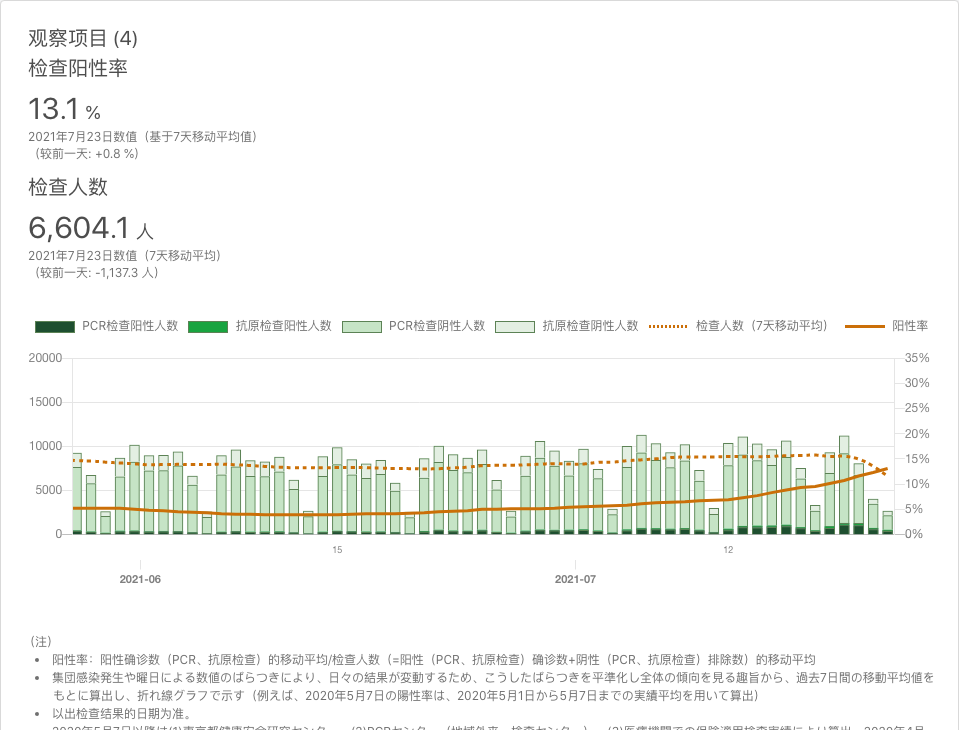 观察项目 (4)
检查阳性率
13.1 %
2021年7月23日数值（基于7天移动平均值)
（较前一天: +0.8 %）
检查人数
6,604.1 人
2021年7月23日数值（7天移动平均）
（较前一天: -1,137.3 人）
PCR检查阳性人数 抗原检查阳性人数 PCR检查阴性人数 抗原检查阴性人数 检查人数（7天移动平均） 阳性率
20000 35%
30%
15000 25%
20%
10000 15%
5000 10%
5%
0 0%
15 12
2021-06 2021-07
(注)
• 阳性率：阳性确诊数（PCR、抗原检查）的移动平均/检查人数（=阳性（PCR、抗原检查）确诊数+阴性（PCR、抗原检查）排除数）的移动平均
• 集団感染発生や曜日による数値のばらつきにより、日々の結果が変動するため、こうしたばらつきを平準化し全体の傾向を見る趣旨から、過去7日間の移動平均値を
もとに算出し、折れ線グラフで示す（例えば、2020年5月7日の陽性率は、2020年5月1日から5月7日までの実績平均を用いて算出）
• 以出检查结果的日期为准。